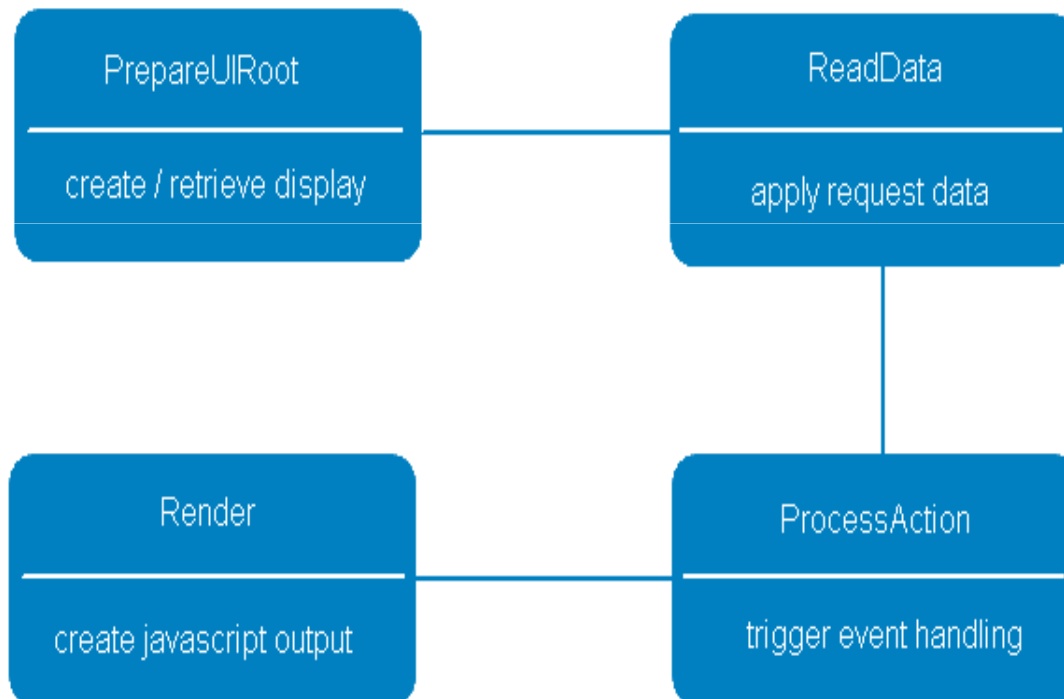 PrepareUIRoot
create / retrieve display
ReadData
apply request data
Render
create javascript output
ProcessAction
trigger event handling